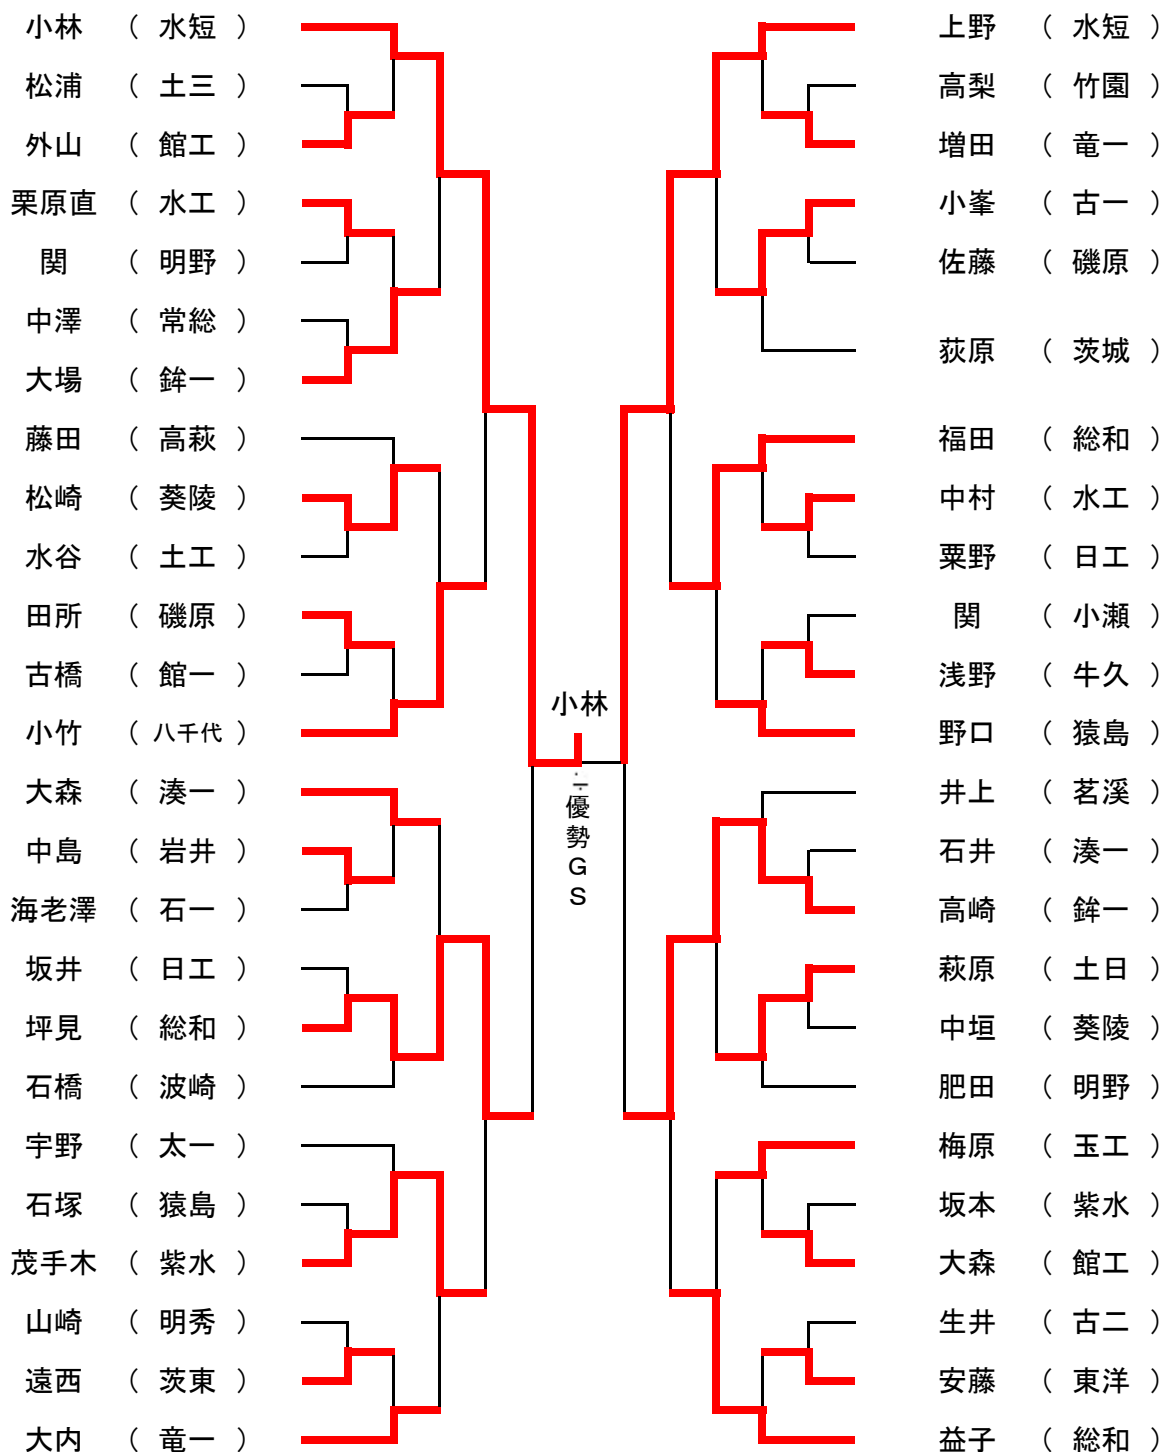 小林 （ 水短 ）
松浦 （ 土三 ）
外山 （ 館工 ）
栗原直 （ 水工 ）
関 （ 明野 ）
中澤 （ 常総 ）
大場 （ 鉾一 ）
藤田 （ 高萩 ）
松崎 （ 葵陵 ）
水谷 （ 土工 ）
田所 （ 磯原 ）
古橋 （ 館一 ）
小竹 （ 八千代 ）
大森 （ 湊一 ）
中島 （ 岩井 ）
海老澤 （ 石一 ）
坂井 （ 日工 ）
坪見 （ 総和 ）
石橋 （ 波崎 ）
宇野 （ 太一 ）
石塚 （ 猿島 ）
茂手木 （ 紫水 ）
山崎 （ 明秀 ）
遠西 （ 茨東 ）
大内 （ 竜一 ）
小林
優勢GS
上野 （ 水短 ）
高梨 （ 竹園 ）
増田 （ 竜一 ）
小峯 （ 古一 ）
佐藤 （ 磯原 ）
荻原 （ 茨城 ）
福田 （ 総和 ）
中村 （ 水工 ）
粟野 （ 日工 ）
関 （ 小瀬 ）
浅野 （ 牛久 ）
野口 （ 猿島 ）
井上 （ 茗溪 ）
石井 （ 湊一 ）
高崎 （ 鉾一 ）
萩原 （ 土日 ）
中垣 （ 葵陵 ）
肥田 （ 明野 ）
梅原 （ 玉工 ）
坂本 （ 紫水 ）
大森 （ 館工 ）
生井 （ 古二 ）
安藤 （ 東洋 ）
益子 （ 総和 ）